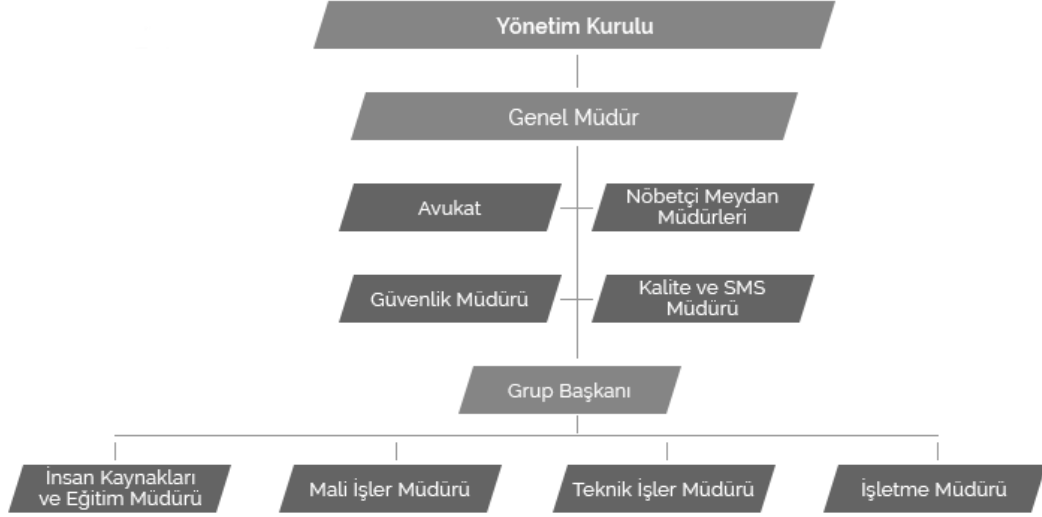 Yönetim Kurulu
Genel Müdür
Avukat
Nöbetçi Meydan
Müdürleri
Güvenlik Müdürü
Kalite ve SMS
Müdürü
Grup Başkanı
İnsan Kaynakları
ve Eğitim Müdürü
Mali İşler Müdürü
Teknik İşler Müdürü
İşletme Müdürü